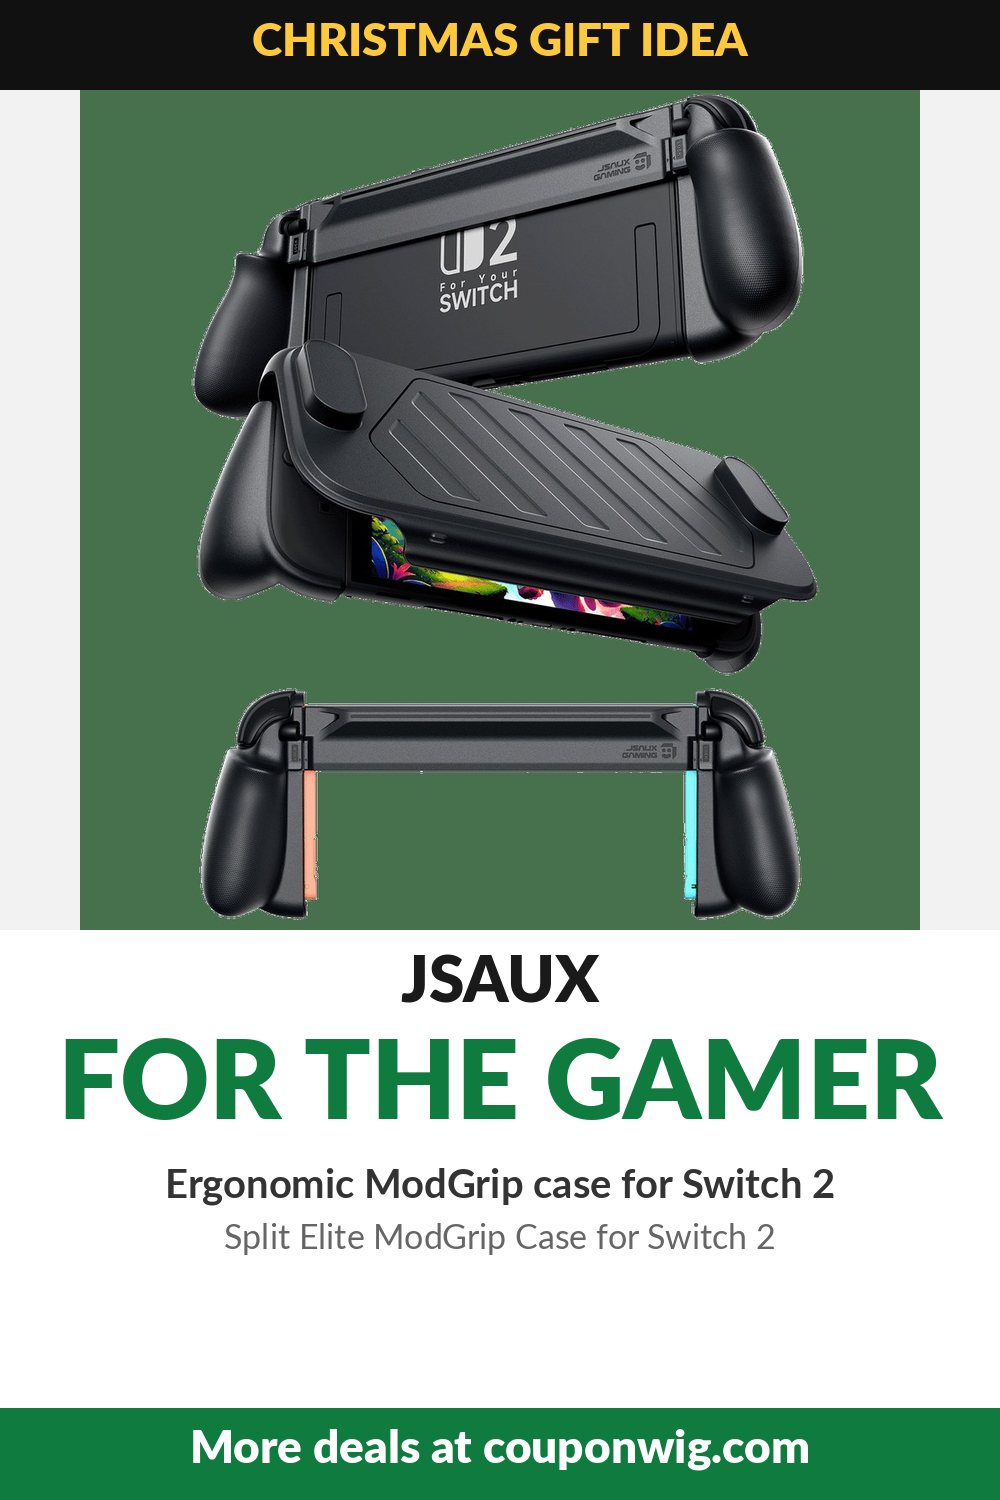 CHRISTMAS GIFT IDEA
JSAUX
GAMING
2
For Your
SWITCH
JSAUX
GAMING
JSAUX
FOR THE GAMER
Ergonomic ModGrip case for Switch 2
Split Elite ModGrip Case for Switch 2
More deals at couponwig.com